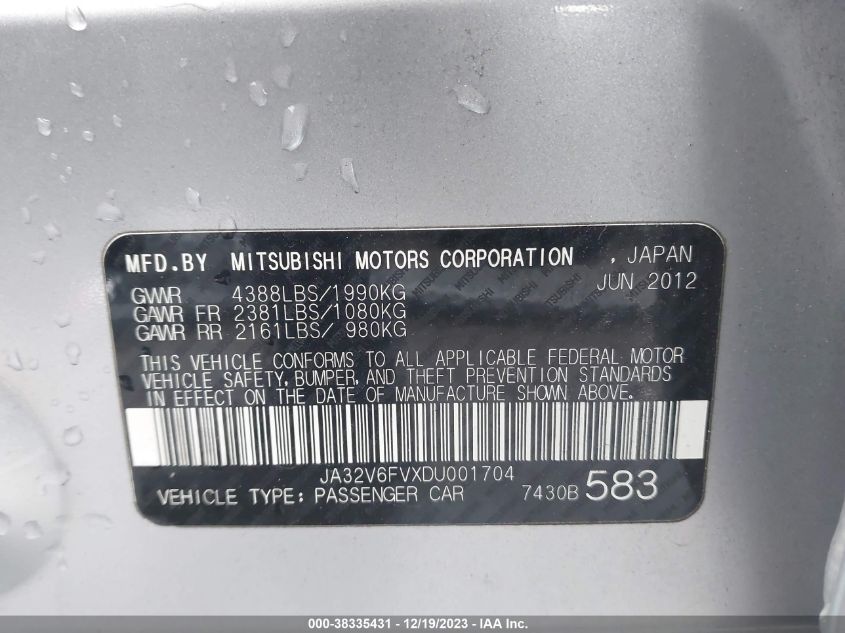 MFD.BY MITSUBISHI MOTORS CORPORATION , JAPAN
JUN 2012
GVWR 4388LBS/1990KG
GAWR FR 2381LBS/1080KG
GAWR RR 2161LBS/ 980KG
THIS VEHICLE CONFORMS TO ALL APPLICABLE FEDERAL MOTOR
VEHICLE SAFETY, BUMPER, AND THEFT PREVENTION STANDARDS
IN EFFECT ON THE DATE OF MANUFACTURE SHOWN ABOVE.
JA32V6FVXDU001704
VEHICLE TYPE: PASSENGER CAR 7430B 583
000-38335431 - 12/19/2023 - IAA Inc.